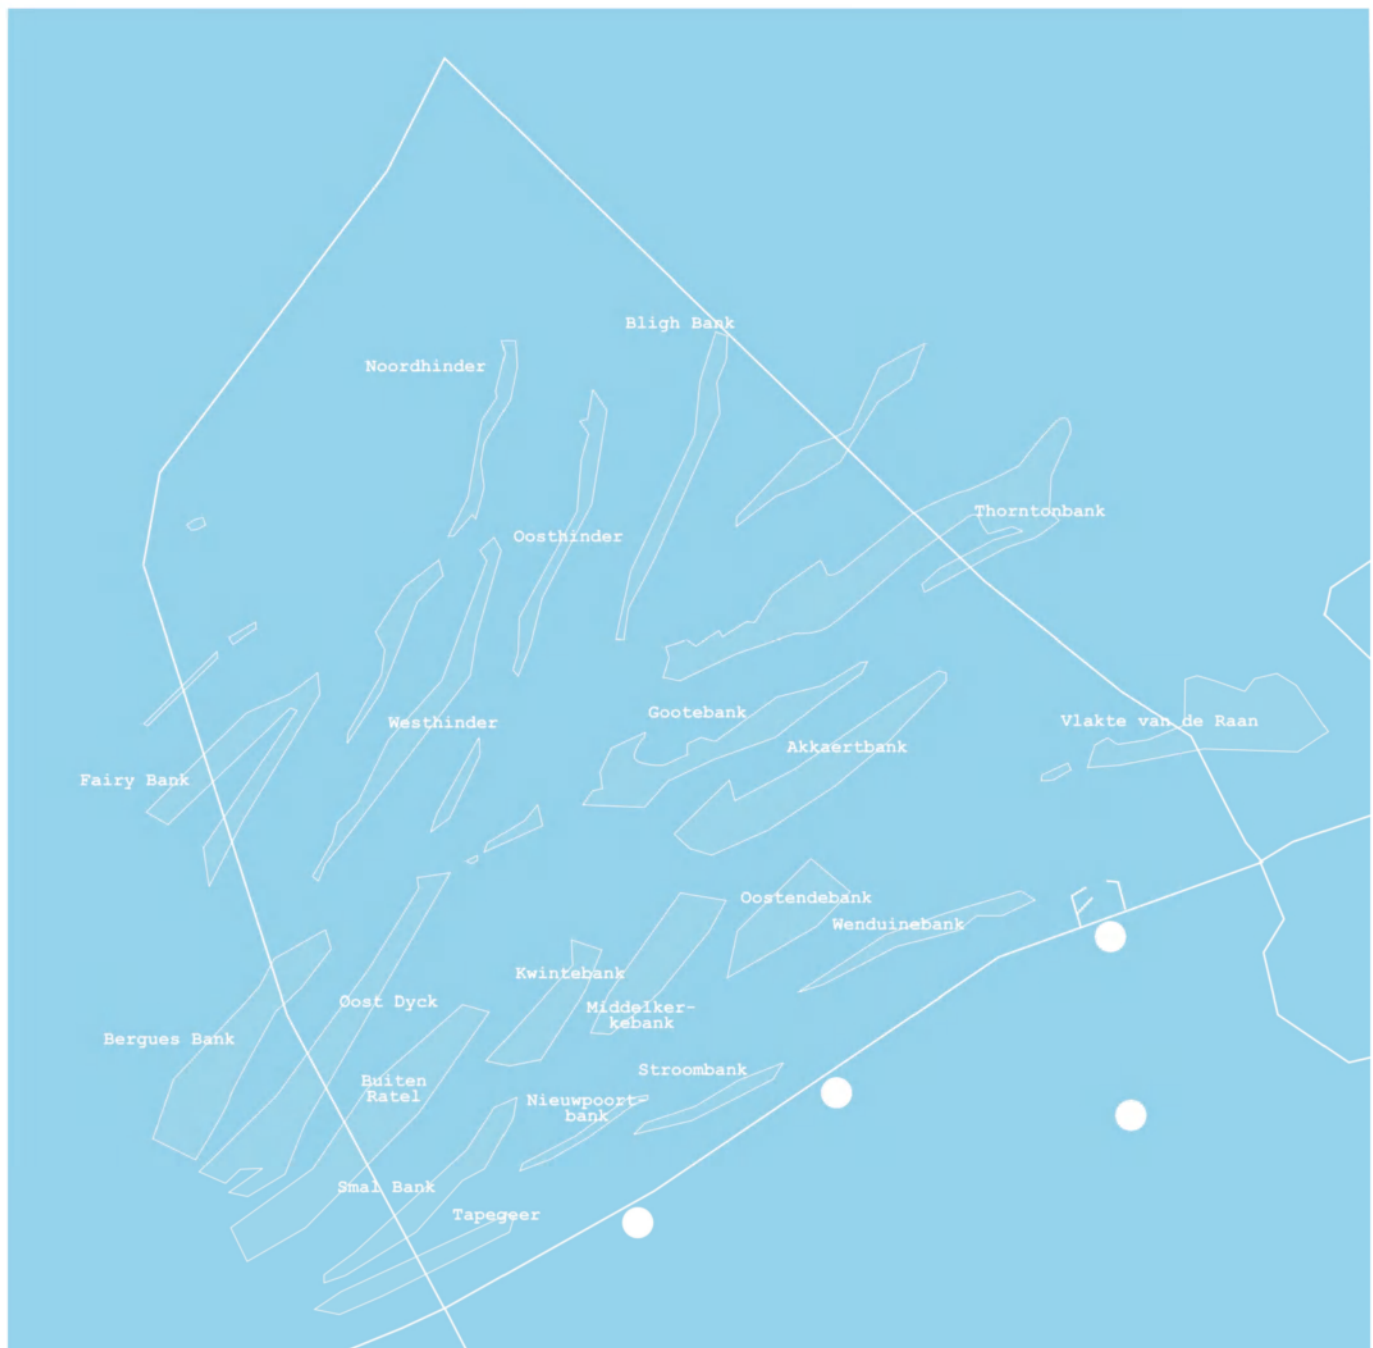 Bligh Bank
Noordhinder
Thorntonbank
Oosthinder
Gootebank
Westhinder
Vlakte van de Raan
Akkaertbank
Fairy Bank
Oostendebank
Wenduinebank
Kwintebank
Oost Dyck
Middelker-
kebank
Bergues Bank
Stroombank
Buiten
Ratel
Nieuwpoort-
bank
Smal Bank
Tapegeer